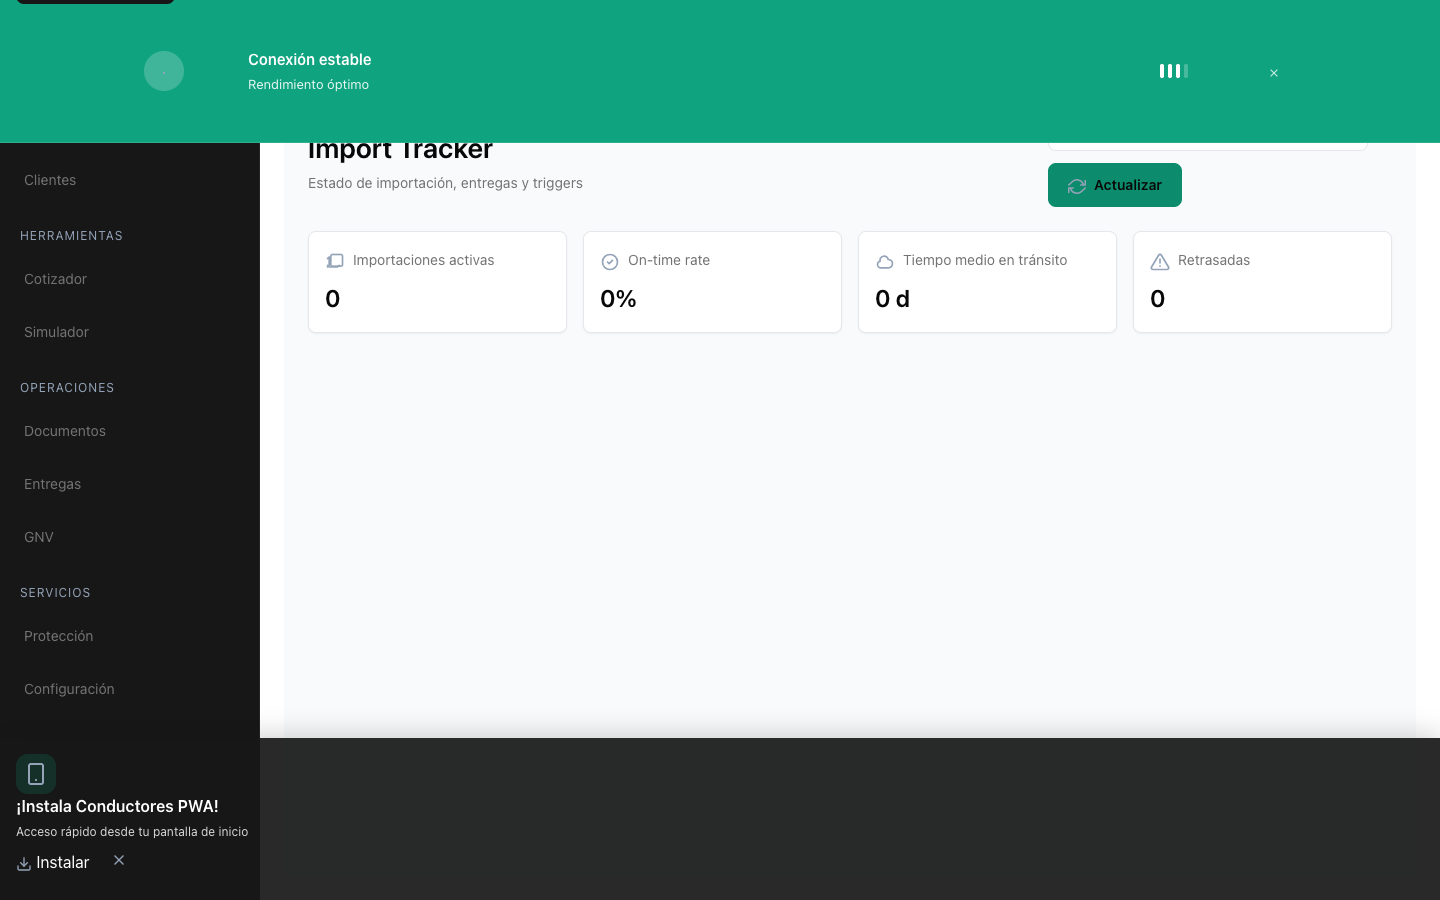 Conexión estable
Rendimiento óptimo
×
Import Tracker
Estado de importación, entregas y triggers
Actualizar
Importaciones activas
0
On-time rate
0%
Tiempo medio en tránsito
0 d
Retrasadas
0
Clientes
HERRAMIENTAS
Cotizador
Simulador
OPERACIONES
Documentos
Entregas
GNV
SERVICIOS
Protección
Configuración
¡Instala Conductores PWA!
Acceso rápido desde tu pantalla de inicio
Instalar